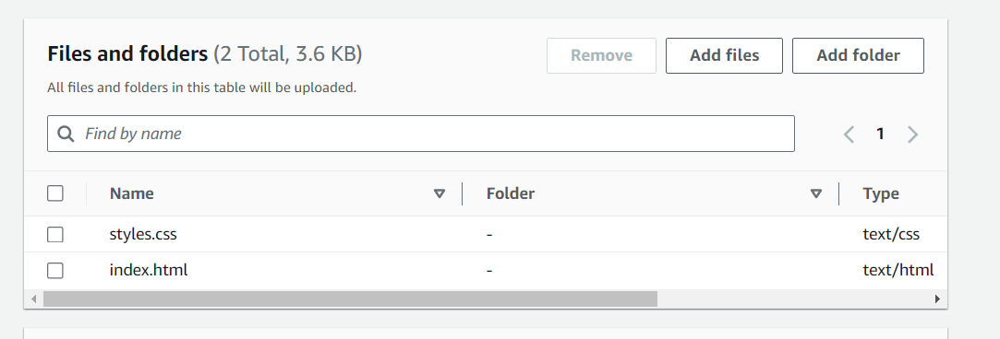 Files and folders (2 Total, 3.6 KB)
Remove
Add files
Add folder
All files and folders in this table will be uploaded.
Find by name
1
Name
Folder
Type
styles.css
-
text/css
index.html
-
text/html